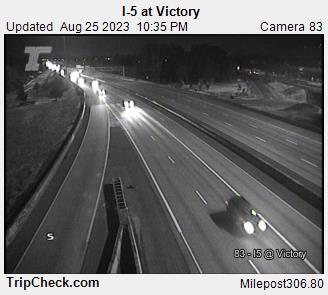 I-5 at Victory
Updated Aug 25 2023 10:35 PM Camera 83
S
83 - I5 @ Victory
TripCheck.com Milepost306.80